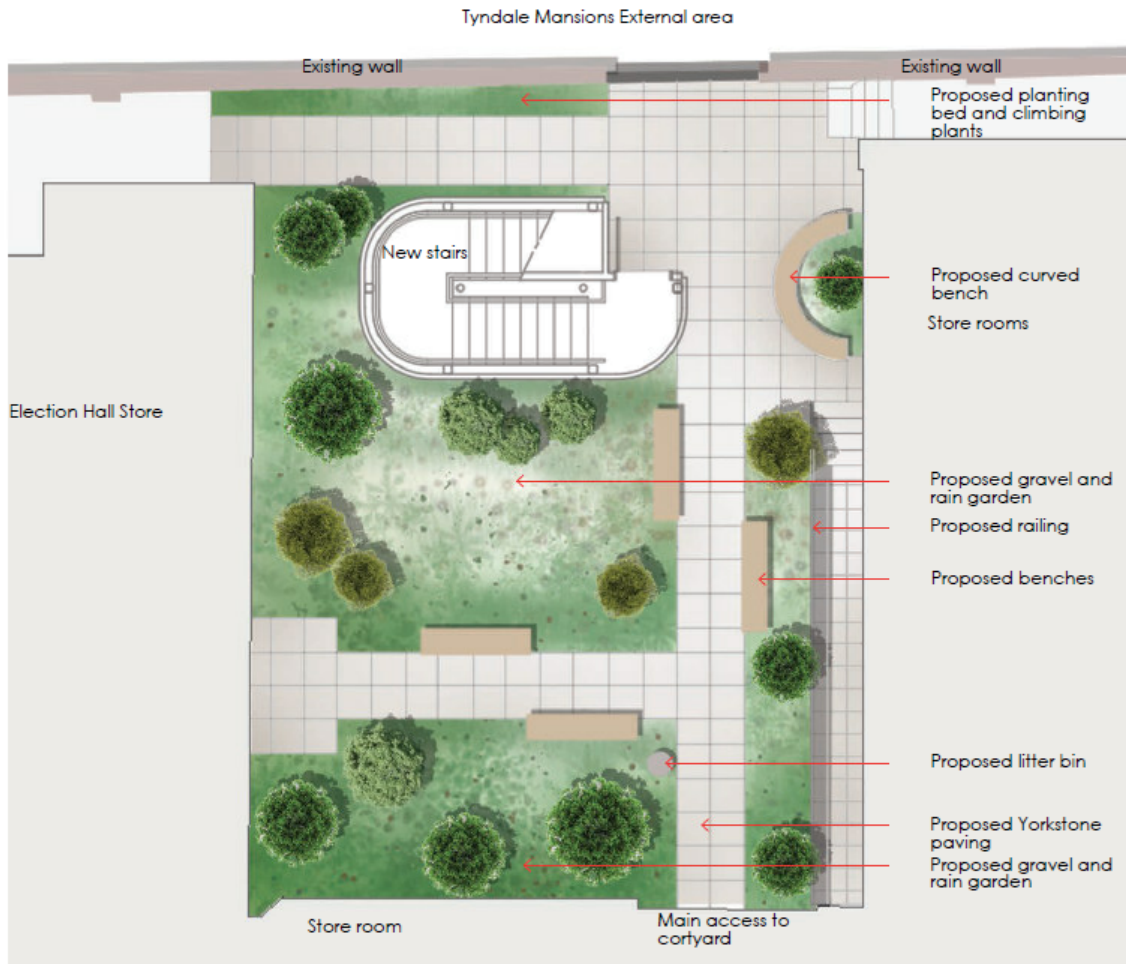 Tyndale Mansions External area
Existing wall
Existing wall
Proposed planting
bed and climbing
plants
New stairs
Proposed curved
bench
Store rooms
Election Hall Store
Proposed gravel and
rain garden
Proposed railing
Proposed benches
Proposed litter bin
Proposed Yorkstone
paving
Proposed gravel and
rain garden
Store room
Main access to
cortyard